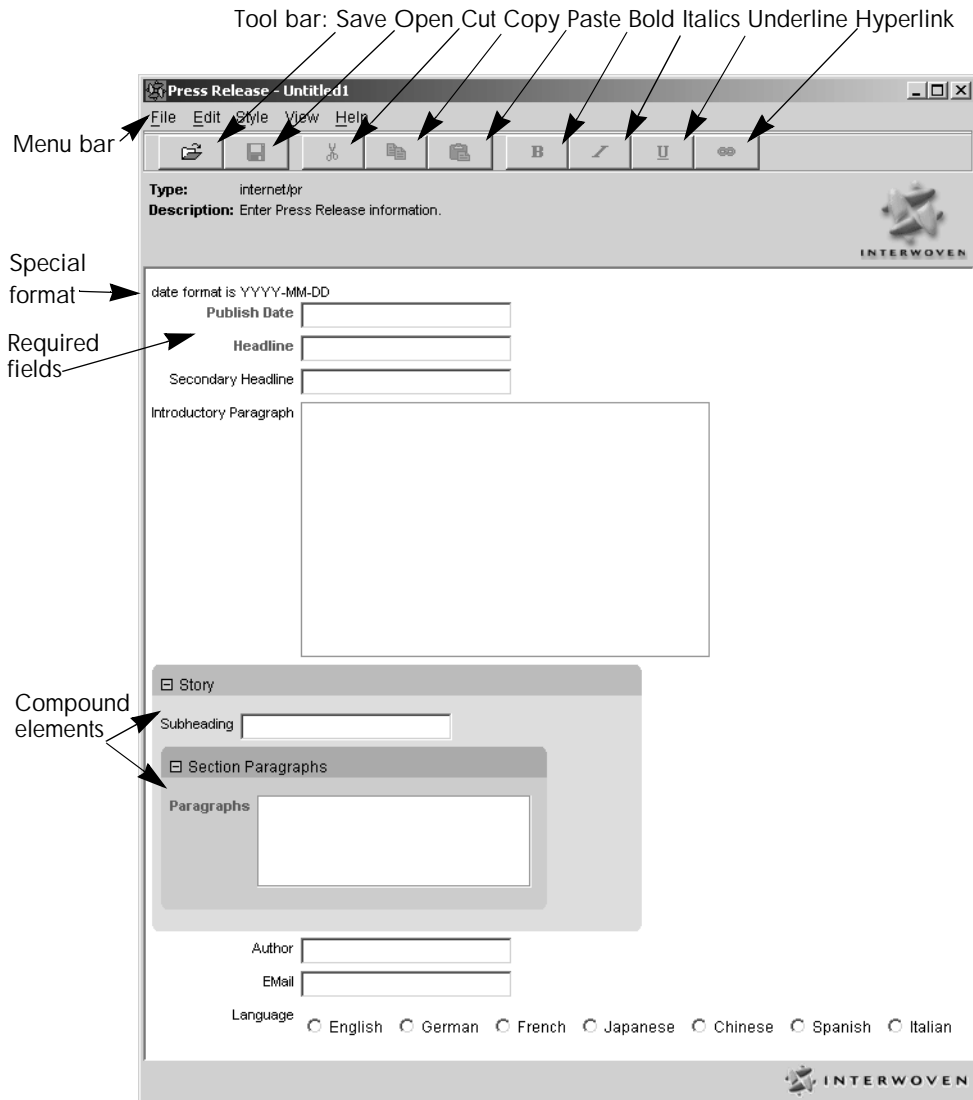 Tool bar: Save Open Cut Copy Paste Bold Italics Underline Hyperlink
Press Release - Untitled1
File Edit Style View Help
Menu bar
B I U
Type: internet/pr
Description: Enter Press Release information.
INTERWOVEN
Special
format
date format is YYYY-MM-DD
Publish Date
Required
fields
Headline
Secondary Headline
Introductory Paragraph
Story
Compound
elements
Subheading
Section Paragraphs
Paragraphs
Author
EMail
Language English German French Japanese Chinese Spanish Italian
INTERWOVEN